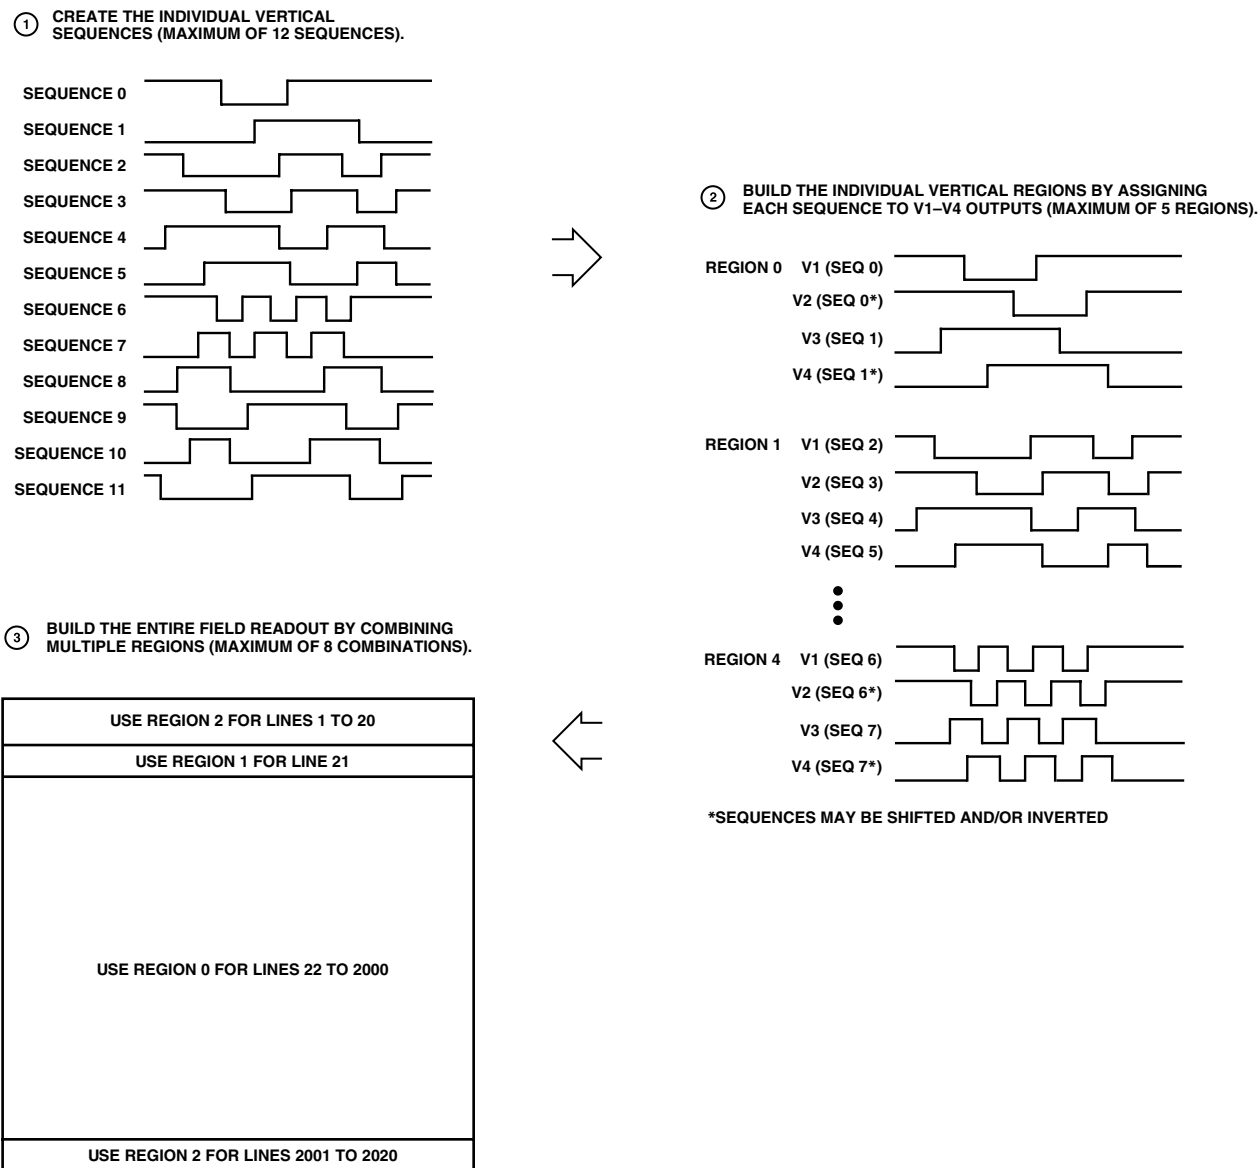 1 CREATE THE INDIVIDUAL VERTICAL
SEQUENCES (MAXIMUM OF 12 SEQUENCES).
SEQUENCE 0
SEQUENCE 1
SEQUENCE 2
SEQUENCE 3
SEQUENCE 4
SEQUENCE 5
SEQUENCE 6
SEQUENCE 7
SEQUENCE 8
SEQUENCE 9
SEQUENCE 10
SEQUENCE 11
2 BUILD THE INDIVIDUAL VERTICAL REGIONS BY ASSIGNING
EACH SEQUENCE TO V1–V4 OUTPUTS (MAXIMUM OF 5 REGIONS).
REGION 0 V1 (SEQ 0)
V2 (SEQ 0*)
V3 (SEQ 1)
V4 (SEQ 1*)
REGION 1 V1 (SEQ 2)
V2 (SEQ 3)
V3 (SEQ 4)
V4 (SEQ 5)
REGION 4 V1 (SEQ 6)
V2 (SEQ 6*)
V3 (SEQ 7)
V4 (SEQ 7*)
*SEQUENCES MAY BE SHIFTED AND/OR INVERTED
3 BUILD THE ENTIRE FIELD READOUT BY COMBINING
MULTIPLE REGIONS (MAXIMUM OF 8 COMBINATIONS).
USE REGION 2 FOR LINES 1 TO 20
USE REGION 1 FOR LINE 21
USE REGION 0 FOR LINES 22 TO 2000
USE REGION 2 FOR LINES 2001 TO 2020